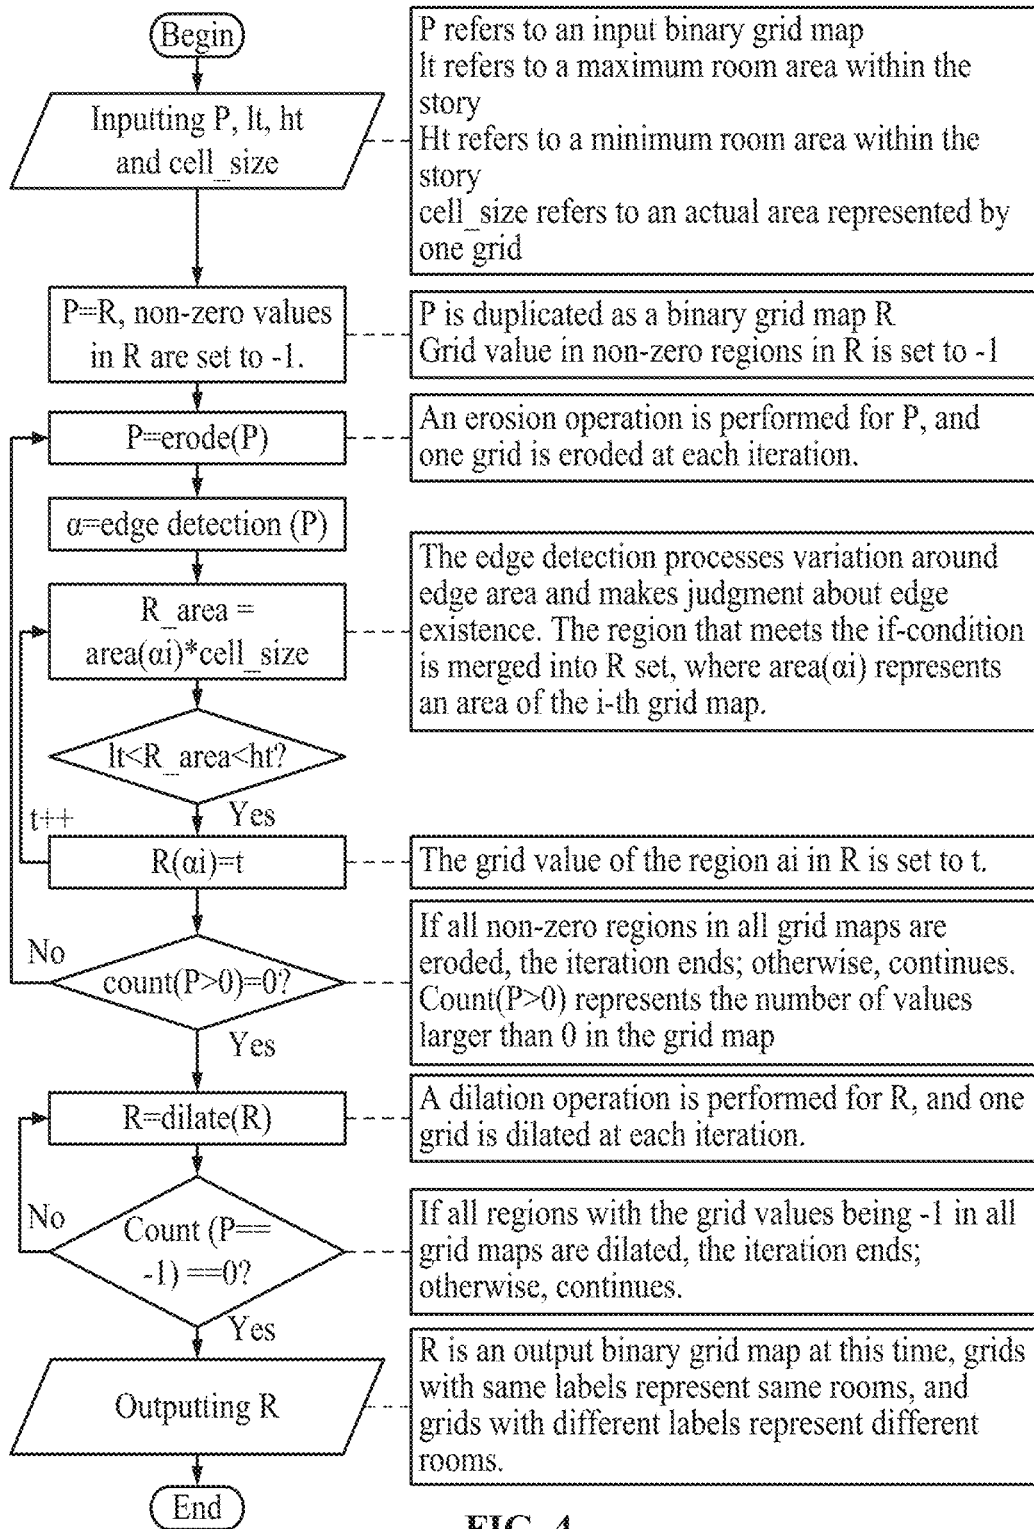 Begin
P refers to an input binary grid map
lt refers to a maximum room area within the
story
Ht refers to a minimum room area within the
story
cell_size refers to an actual area represented by
one grid
Inputting P, lt, ht
and cell_size
P=R, non-zero values
in R are set to -1.
P is duplicated as a binary grid map R
Grid value in non-zero regions in R is set to -1
P=erode(P)
An erosion operation is performed for P, and
one grid is eroded at each iteration.
α=edge detection (P)
R_area =
area(αi)*cell_size
The edge detection processes variation around
edge area and makes judgment about edge
existence. The region that meets the if-condition
is merged into R set, where area(αi) represents
an area of the i-th grid map.
lt<R_area<ht?
Yes
t++
R(αi)=t
The grid value of the region ai in R is set to t.
No
count(P>0)=0?
If all non-zero regions in all grid maps are
eroded, the iteration ends; otherwise, continues.
Count(P>0) represents the number of values
larger than 0 in the grid map
Yes
R=dilate(R)
A dilation operation is performed for R, and one
grid is dilated at each iteration.
No
Count (P==
-1) ==0?
If all regions with the grid values being -1 in all
grid maps are dilated, the iteration ends;
otherwise, continues.
Yes
Outputting R
R is an output binary grid map at this time, grids
with same labels represent same rooms, and
grids with different labels represent different
rooms.
End
FIG. 4